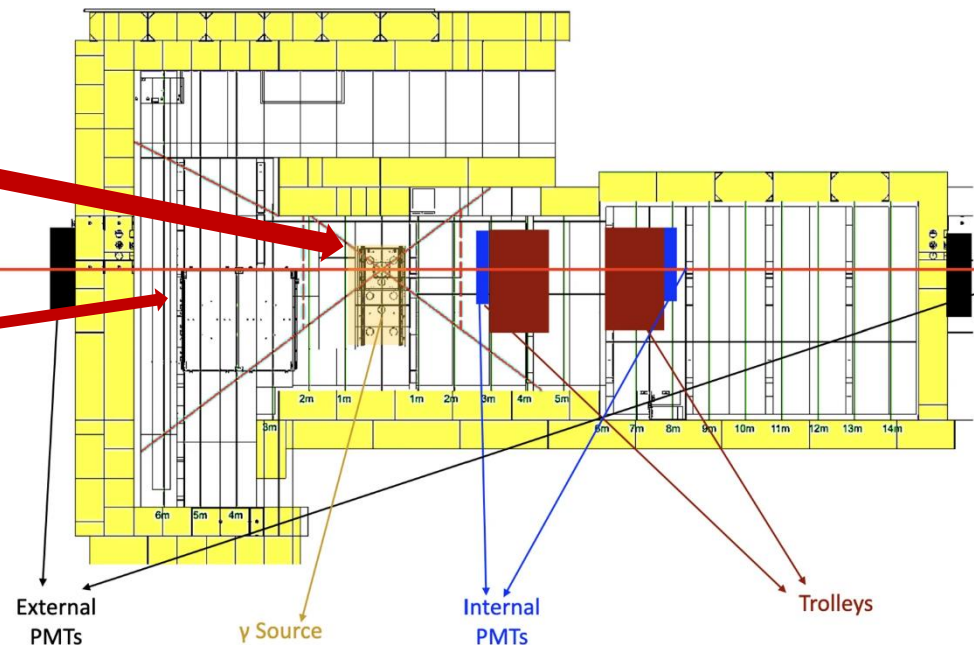 2m 1m 1m 2m 3m 4m 5m
3m
6m 7m 8m 9m 10m 11m 12m 13m 14m
6m 5m 4m
External
PMTs
γ Source
Internal
PMTs
Trolleys